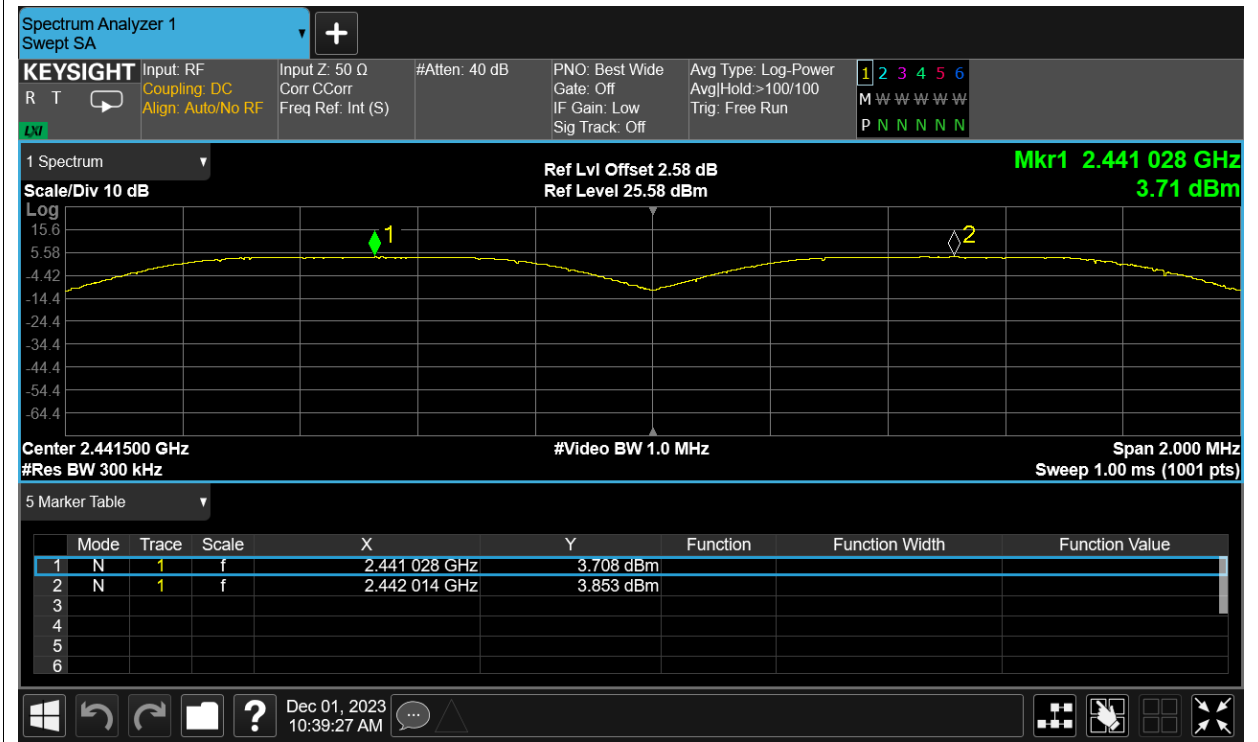 Spectrum Analyzer 1
Swept SA
KEYSIGHT
R T
LXI
Input: RF
Coupling: DC
Align: Auto/No RF
Input Z: 50 Ω
Corr CCorr
Freq Ref: Int (S)
#Atten: 40 dB
PNO: Best Wide
Gate: Off
IF Gain: Low
Sig Track: Off
Avg Type: Log-Power
Avg|Hold:>100/100
Trig: Free Run
1 2 3 4 5 6
M W W W W W
P N N N N N
1 Spectrum
Scale/Div 10 dB
Ref Lvl Offset 2.58 dB
Ref Level 25.58 dBm
Mkr1 2.441 028 GHz
3.71 dBm
Log
15.6
5.58
-4.42
-14.4
-24.4
-34.4
-44.4
-54.4
-64.4
1
2
Center 2.441500 GHz
#Video BW 1.0 MHz
Span 2.000 MHz
#Res BW 300 kHz
Sweep 1.00 ms (1001 pts)
5 Marker Table
Mode Trace Scale X Y Function Function Width Function Value
1 N 1 f 2.441 028 GHz 3.708 dBm
2 N 1 f 2.442 014 GHz 3.853 dBm
3
4
5
6
?
Dec 01, 2023
10:39:27 AM